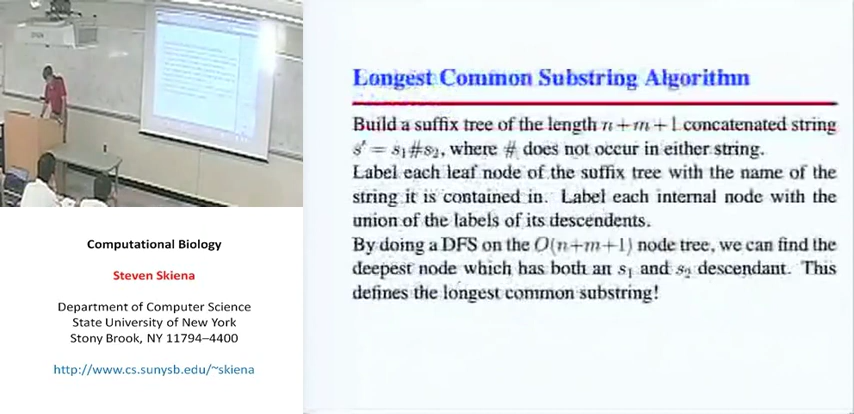 Computational Biology
Steven Skiena
Department of Computer Science
State University of New York
Stony Brook, NY 11794–4400
http://www.cs.sunysb.edu/~skiena
Longest Common Substring Algorithm
Build a suffix tree of the length n+m+1 concatenated string
s' = s₁#s₂, where # does not occur in either string.
Label each leaf node of the suffix tree with the name of the
string it is contained in. Label each internal node with the
union of the labels of its descendents.
By doing a DFS on the O(n+m+1) node tree, we can find the
deepest node which has both an s₁ and s₂ descendant. This
defines the longest common substring!